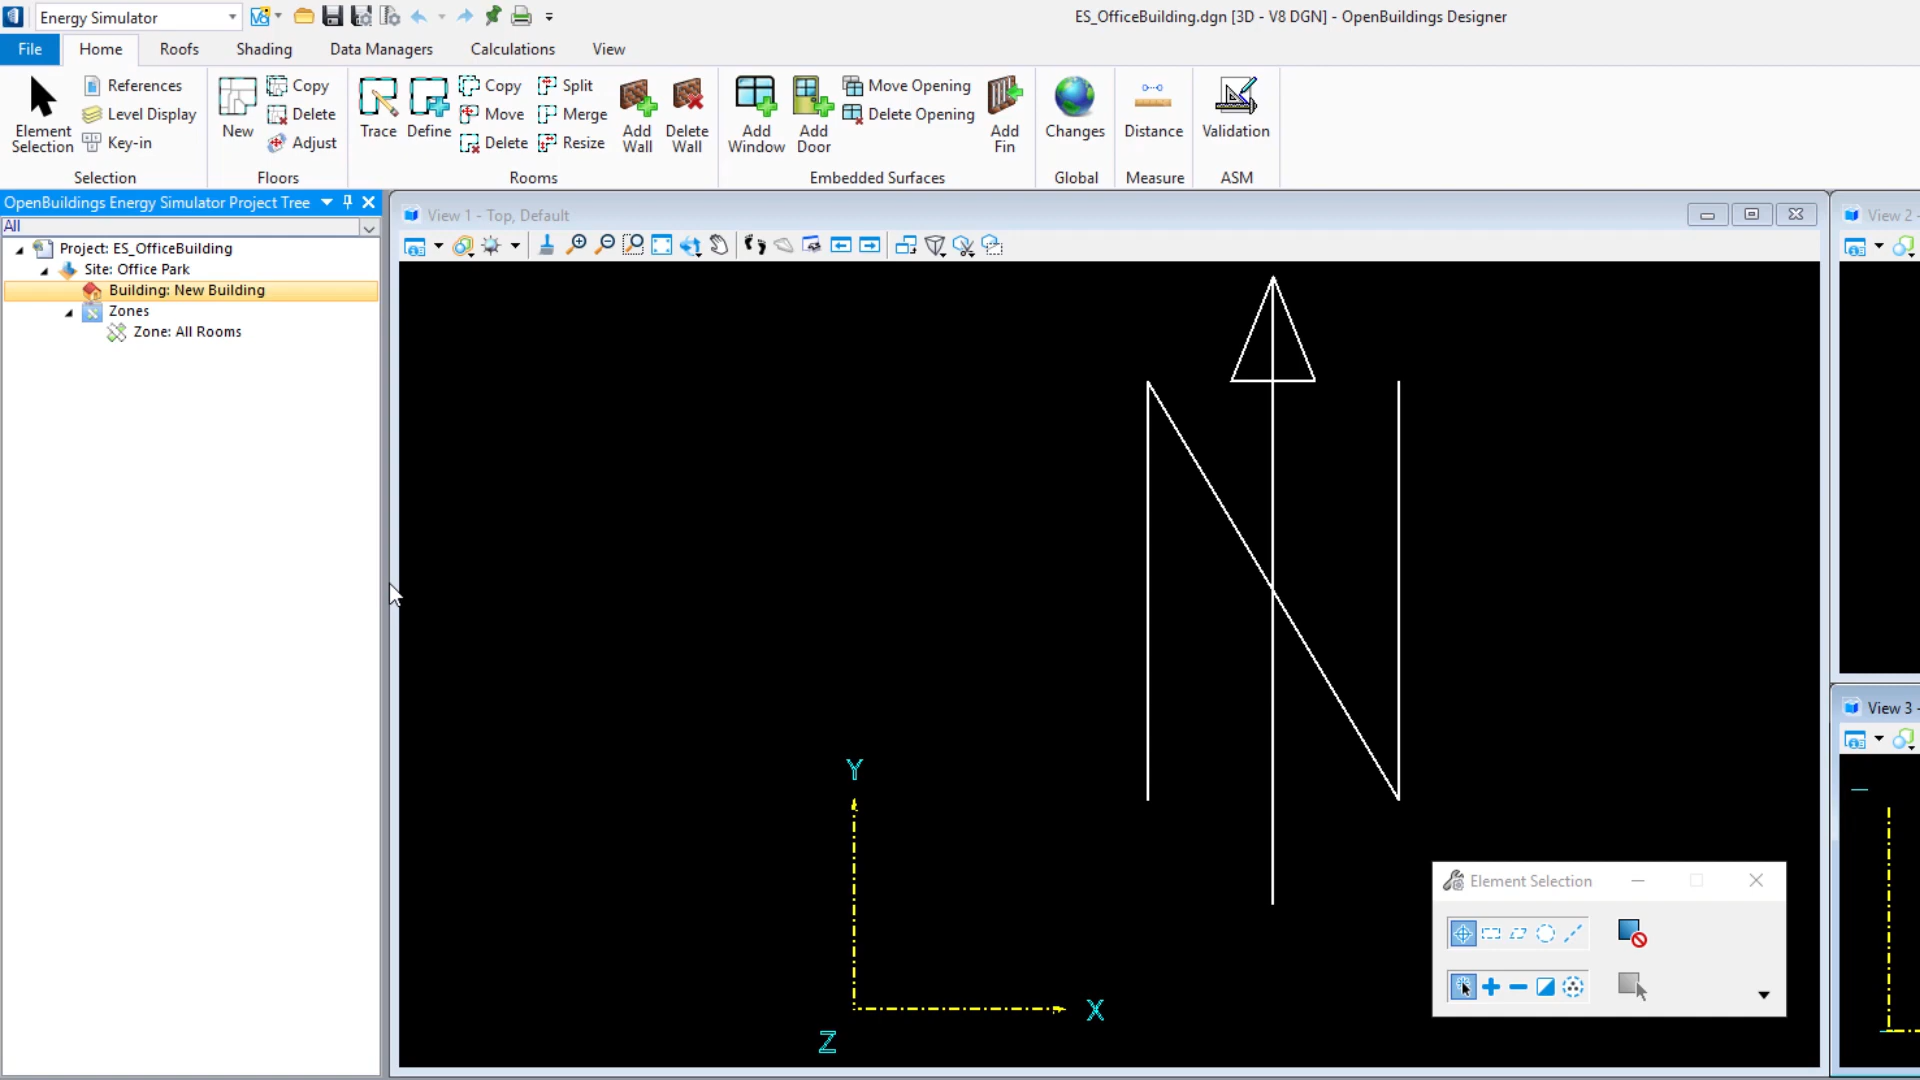 Energy Simulator
ES_OfficeBuilding.dgn [3D - V8 DGN] - OpenBuildings Designer
File Home Roofs Shading Data Managers Calculations View
Element Selection
References
Level Display
Key-in
Selection
New
Copy
Delete
Adjust
Floors
Trace
Define
Copy
Move
Delete
Split
Merge
Resize
Add Wall
Delete Wall
Rooms
Add Window
Add Door
Move Opening
Delete Opening
Add Fin
Embedded Surfaces
Changes
Global
Distance
Measure
Validation
ASM
OpenBuildings Energy Simulator Project Tree
All
Project: ES_OfficeBuilding
Site: Office Park
Building: New Building
Zones
Zone: All Rooms
View 1 - Top, Default
View 2 -
N
Y
X
Z
View 3 -
Element Selection